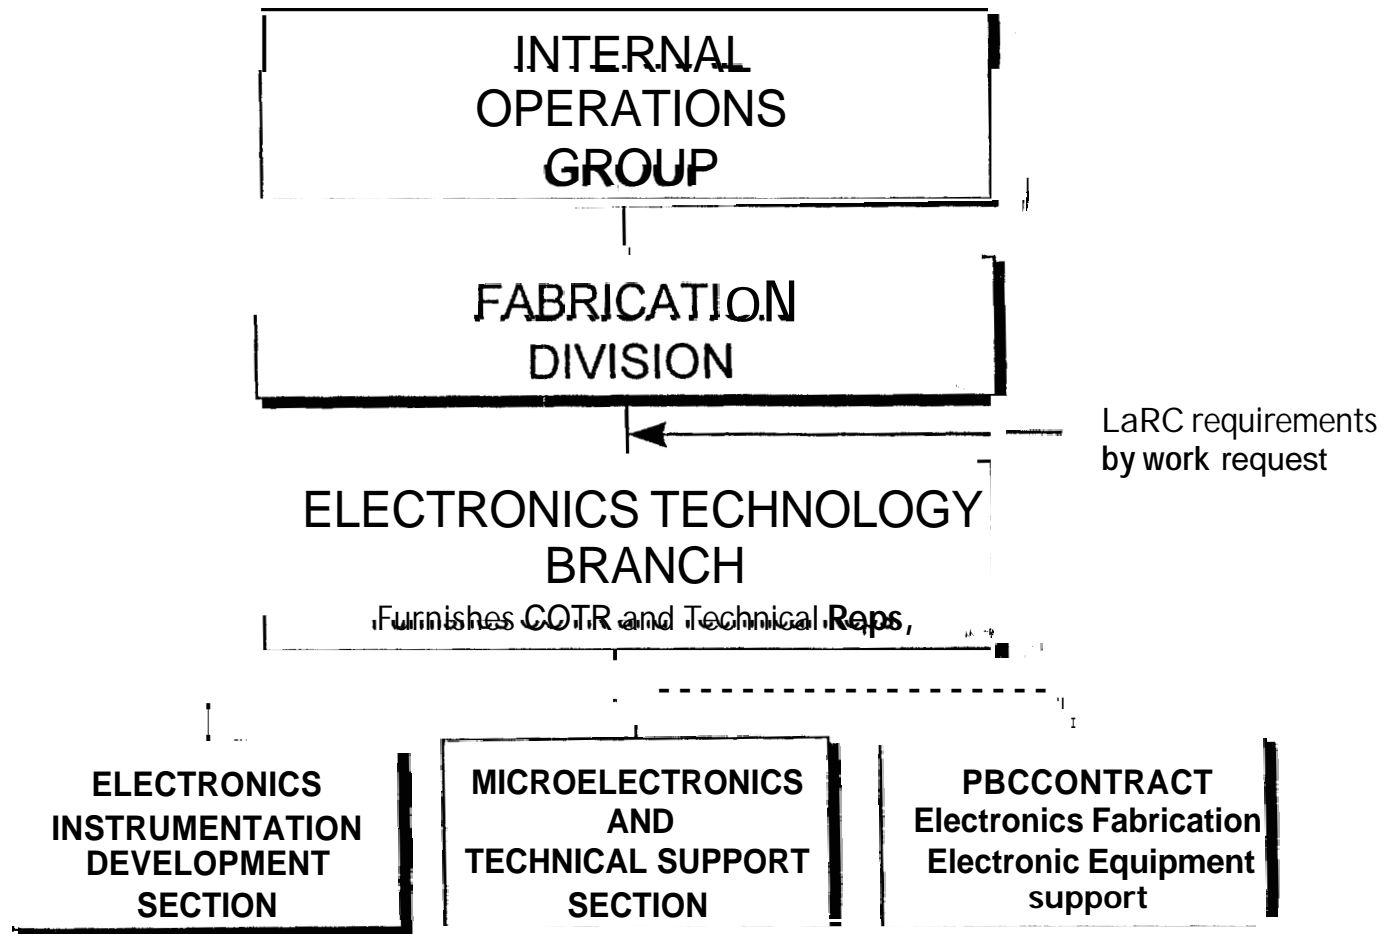 INTERNAL
OPERATIONS
GROUP
FABRICATION
DIVISION
LaRC requirements
by work request
ELECTRONICS TECHNOLOGY
BRANCH
Furnishes COTR and Technical Reps,
ELECTRONICS
INSTRUMENTATION
DEVELOPMENT
SECTION
MICROELECTRONICS
AND
TECHNICAL SUPPORT
SECTION
PBCCONTRACT
Electronics Fabrication
Electronic Equipment
support